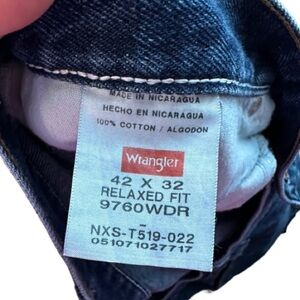 MADE IN NICARAGUA
HECHO EN NICARAGUA
100% COTTON / ALGODON
Wrangler
42 X 32
RELAXED FIT
9760WDR
-
NXS-T519-022
051071027717